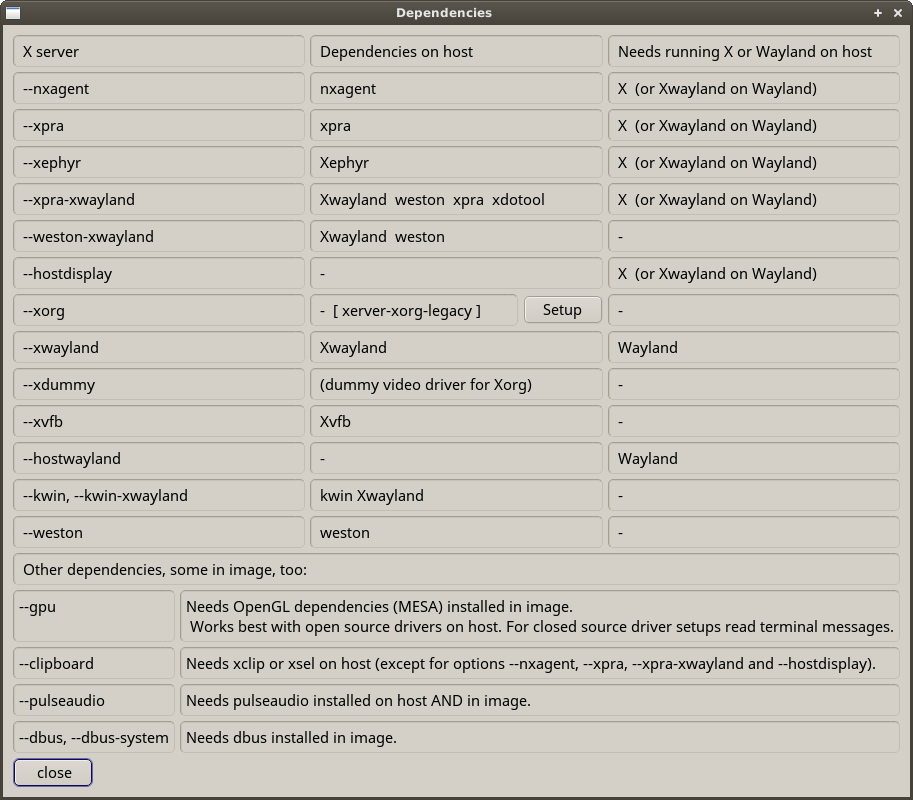 Dependencies
X server Dependencies on host Needs running X or Wayland on host
--nxagent nxagent X  (or Xwayland on Wayland)
--xpra xpra X  (or Xwayland on Wayland)
--xephyr Xephyr X  (or Xwayland on Wayland)
--xpra-xwayland Xwayland  weston  xpra  xdotool X  (or Xwayland on Wayland)
--weston-xwayland Xwayland  weston -
--hostdisplay - X  (or Xwayland on Wayland)
--xorg -  [ xerver-xorg-legacy ] Setup -
--xwayland Xwayland Wayland
--xdummy (dummy video driver for Xorg) -
--xvfb Xvfb -
--hostwayland - Wayland
--kwin, --kwin-xwayland kwin Xwayland -
--weston weston -
Other dependencies, some in image, too:
--gpu Needs OpenGL dependencies (MESA) installed in image.
Works best with open source drivers on host. For closed source driver setups read terminal messages.
--clipboard Needs xclip or xsel on host (except for options --nxagent, --xpra, --xpra-xwayland and --hostdisplay).
--pulseaudio Needs pulseaudio installed on host AND in image.
--dbus, --dbus-system Needs dbus installed in image.
close